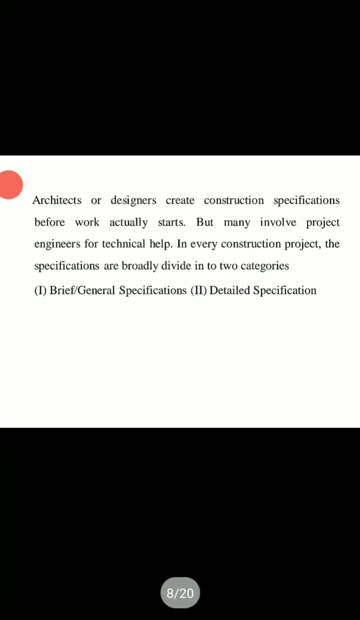 Architects or designers create construction specifications
before work actually starts. But many involve project
engineers for technical help. In every construction project, the
specifications are broadly divide in to two categories
(I) Brief/General Specifications (II) Detailed Specification
8/20